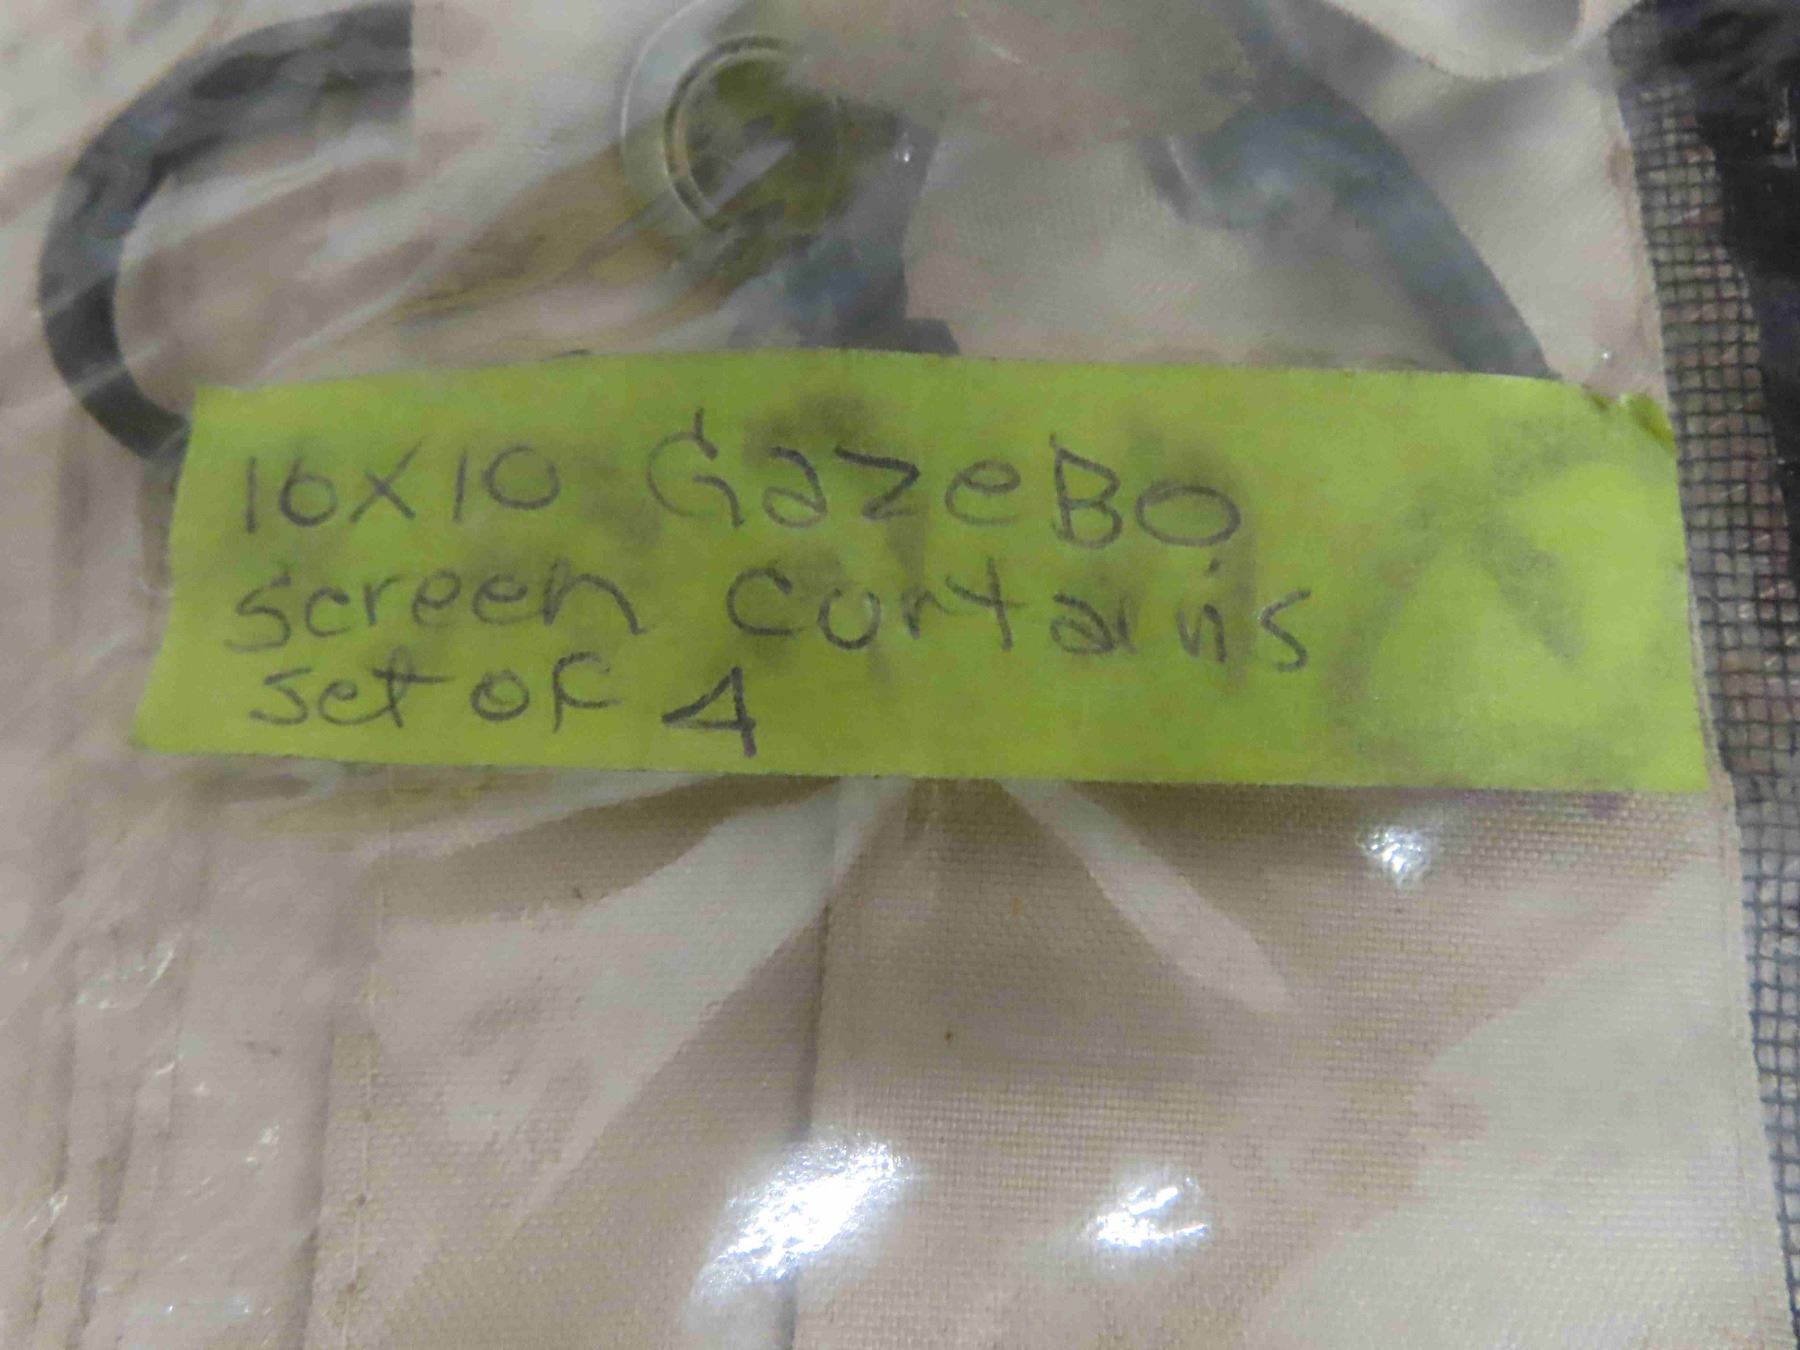 10x10 GazeBO
screen curtains
set of 4